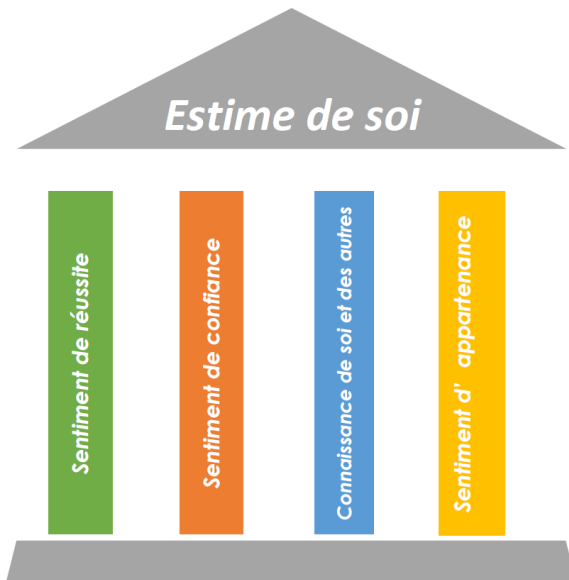 Estime de soi
Sentiment de réussite
Sentiment de confiance
Connaissance de soi et des autres
Sentiment d' appartenance